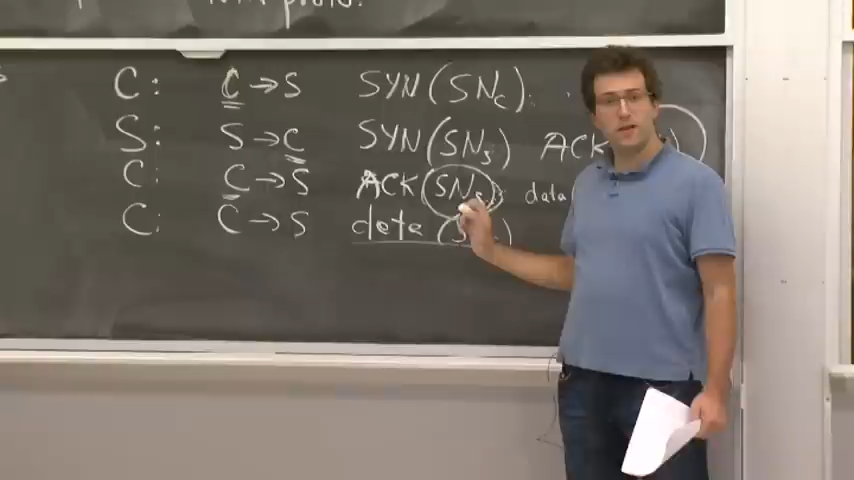 C: C→S SYN(SNc)
S: S→C SYN(SNs) ACK
C: C→S ACK(SNs) data
C: C→S data(